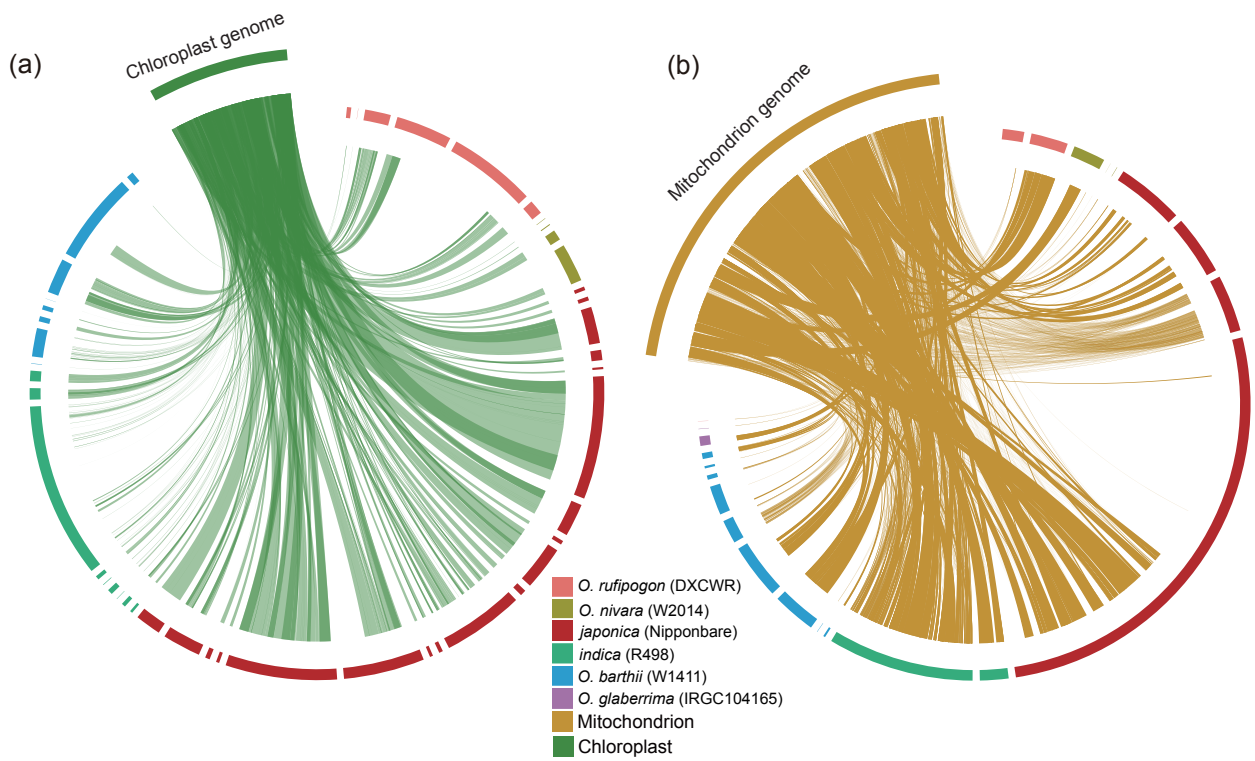 (a)
Chloroplast genome
(b)
Mitochondrion genome
O. rufipogon (DXCWR)
O. nivara (W2014)
japonica (Nipponbare)
indica (R498)
O. barthii (W1411)
O. glaberrima (IRGC104165)
Mitochondrion
Chloroplast